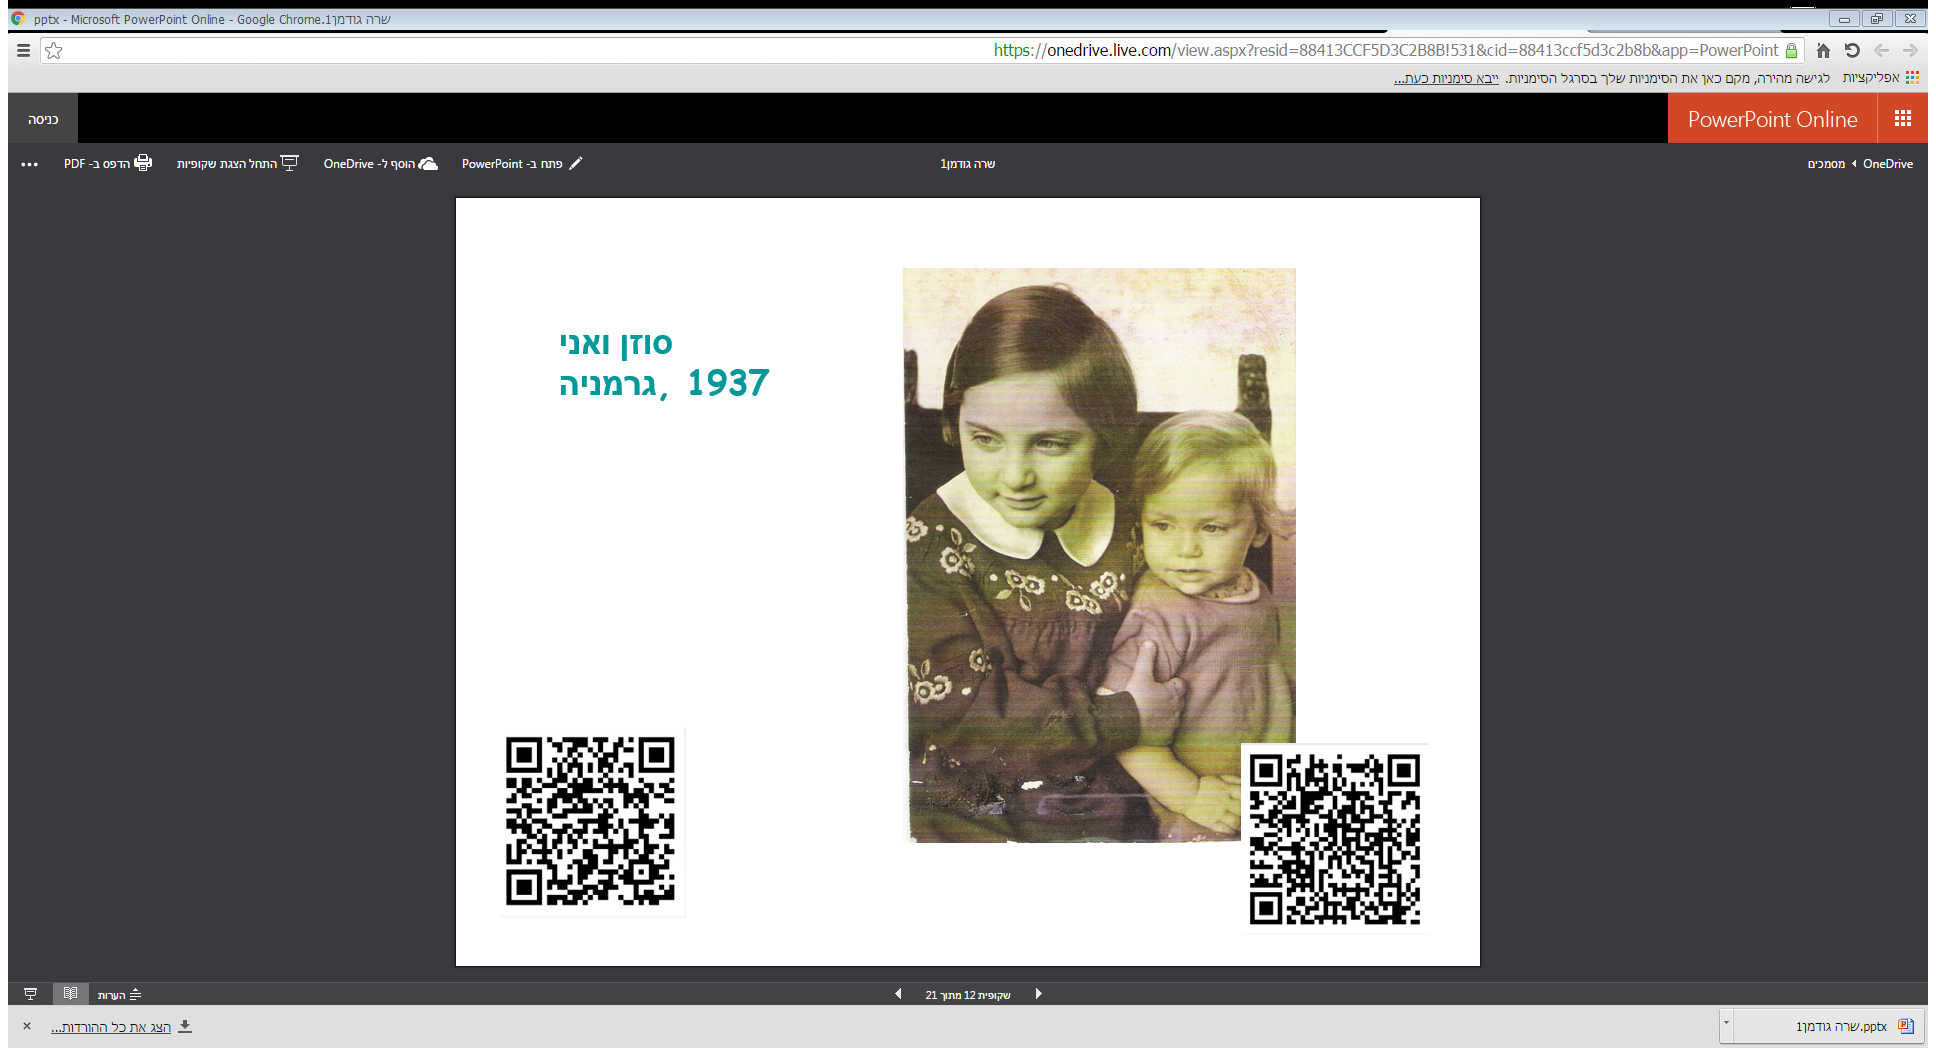 שרה גודמן1.pptx - Microsoft PowerPoint Online - Google Chrome
https://onedrive.live.com/view.aspx?resid=88413CCF5D3C2B8B!531&cid=88413ccf5d3c2b8b&app=PowerPoint
אפליקציות לגישה מהירה, מקם כאן את הסימניות שלך בסרגל הסימניות. ייבא סימניות כעת...
PowerPoint Online
כניסה
OneDrive מסמכים
שרה גודמן1
פתח ב- PowerPoint
הוסף ל- OneDrive
התחל הצגת שקופיות
הדפס ב- PDF
סוזן ואני
גרמניה, 1937
שקופית 12 מתוך 21
הערות
שרה גודמן1.pptx
הצג את כל ההורדות...